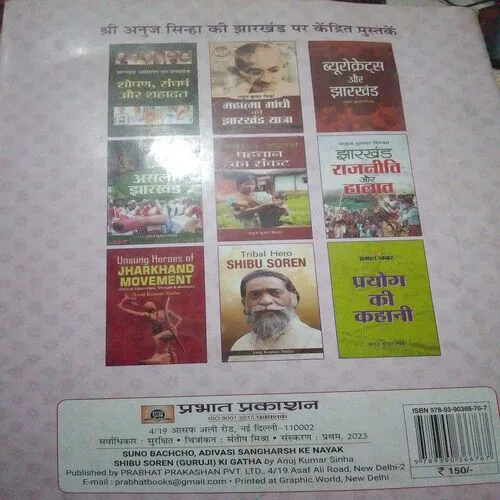 श्री अनुज सिन्हा की झारखंड पर केंद्रित पुस्तकें
शोषण, संघर्ष
और शहादत
महात्मा गांधी
की
झारखंड यात्रा
ब्यूरोक्रेट्स
और
झारखंड
असली
झारखंड
पहचान
का संकट
झारखंड
राजनीति
और
हालात
Unsung Heroes of
JHARKHAND
MOVEMENT
Anuj Kumar Sinha
Tribal Hero
SHIBU SOREN
Anuj Kumar Sinha
प्रभात खबर
प्रयोग
की
कहानी
प्रभात प्रकाशन
ISO 9001:2015 प्रकाशक
4/19 आसफ अली रोड, नई दिल्ली-110002
सर्वाधिकार : सुरक्षित • चित्रांकन : संतोष मिश्रा • संस्करण : प्रथम, 2023
SUNO BACHCHO, ADIVASI SANGHARSH KE NAYAK
SHIBU SOREN (GURUJI) KI GATHA by Anuj Kumar Sinha
Published by PRABHAT PRAKASHAN PVT. LTD., 4/19 Asaf Ali Road, New Delhi-2
E-mail : prabhatbooks@gmail.com • Printed at Graphic World, New Delhi
ISBN 978-93-90366-76-7
9 789390 366767
₹ 150/-